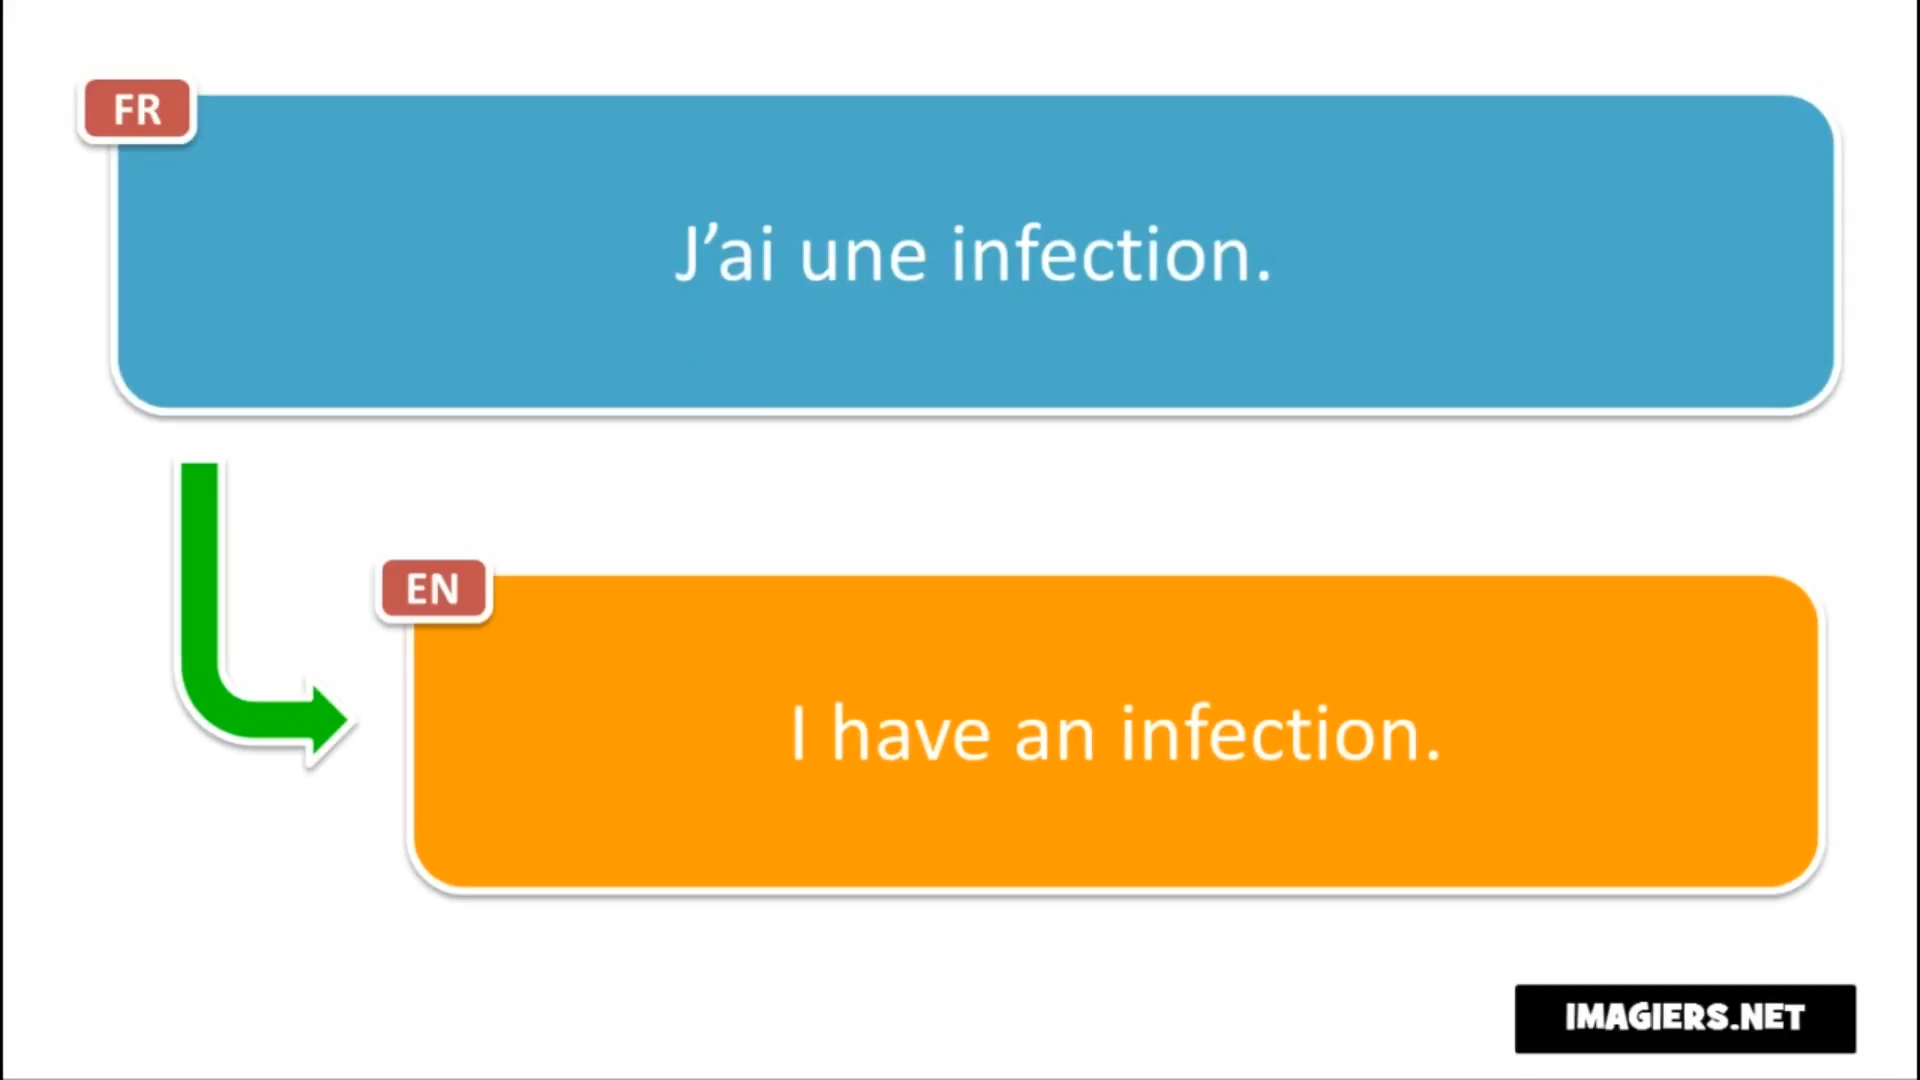 FR
J’ai une infection.
EN
I have an infection.
IMAGIERS.NET